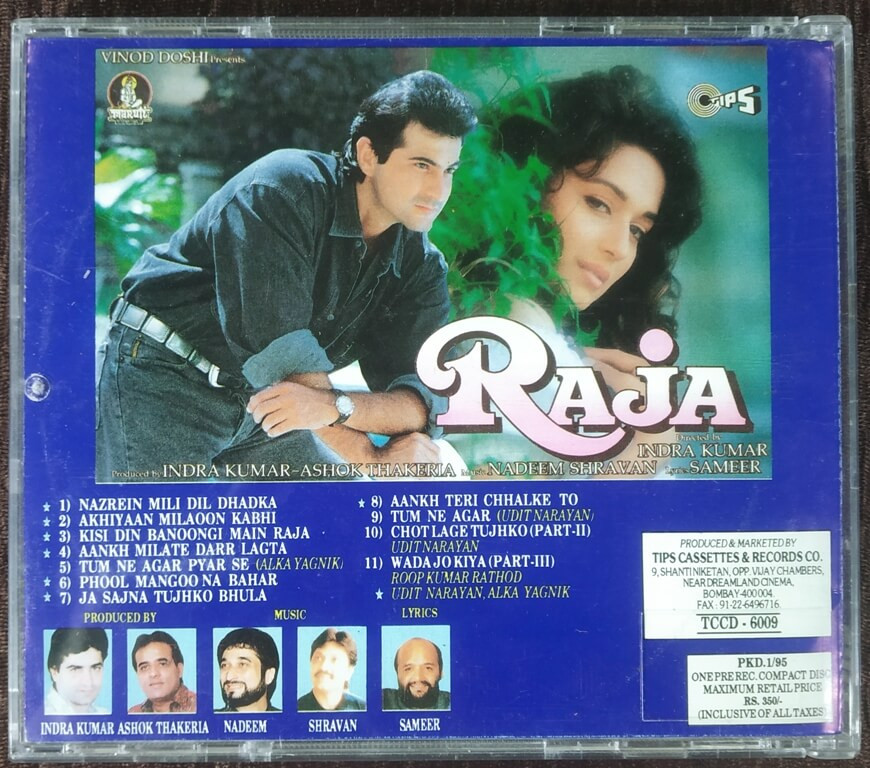 VINOD DOSHI Presents
maruti
TIPS
RAJA
Directed by
INDRA KUMAR
Produced by INDRA KUMAR-ASHOK THAKERIA Music NADEEM SHRAVAN Lyrics SAMEER
★ 1) NAZREIN MILI DIL DHADKA
★ 2) AKHIYAAN MILAOON KABHI
★ 3) KISI DIN BANOONGI MAIN RAJA
★ 4) AANKH MILATE DARR LAGTA
5) TUM NE AGAR PYAR SE (ALKA YAGNIK)
★ 6) PHOOL MANGOO NA BAHAR
★ 7) JA SAJNA TUJHKO BHULA
★ 8) AANKH TERI CHHALKE TO
9) TUM NE AGAR (UDIT NARAYAN)
10) CHOT LAGE TUJHKO (PART-II)
UDIT NARAYAN
11) WADA JO KIYA (PART-III)
ROOP KUMAR RATHOD
★ UDIT NARAYAN, ALKA YAGNIK
PRODUCED BY MUSIC LYRICS
INDRA KUMAR ASHOK THAKERIA NADEEM SHRAVAN SAMEER
PRODUCED & MARKETED BY
TIPS CASSETTES & RECORDS CO.
9, SHANTINIKETAN, OPP. VIJAY CHAMBERS,
NEAR DREAMLAND CINEMA,
BOMBAY-400 004.
FAX : 91-22-6496716.
TCCD - 6009
PKD. 1/95
ONE PRE REC. COMPACT DISC
MAXIMUM RETAIL PRICE
RS. 350/-
(INCLUSIVE OF ALL TAXES)